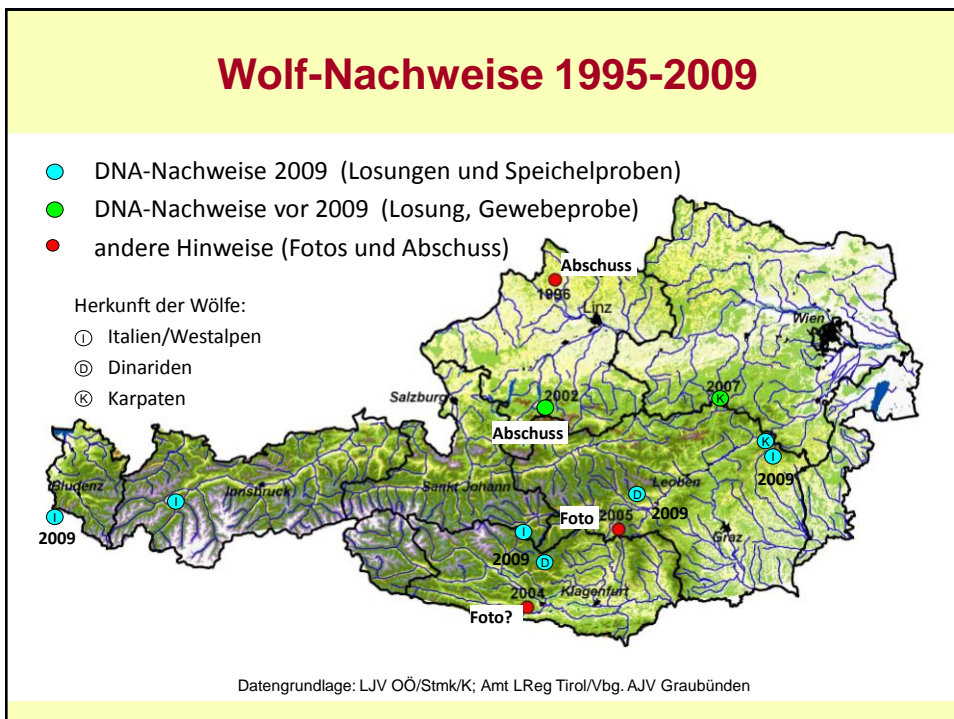 Wolf-Nachweise 1995-2009
DNA-Nachweise 2009 (Losungen und Speichelproben)
DNA-Nachweise vor 2009 (Losung, Gewebeprobe)
andere Hinweise (Fotos und Abschuss)
Herkunft der Wölfe:
I Italien/Westalpen
D Dinariden
K Karpaten
Abschuss
1996
Linz
Wien
Salzburg
2002
2007
K
Abschuss
K
I
2009
Bludenz
I
Innsbruck
Sankt Johann
Leoben
D
2009
I
2009
Foto
2005
Graz
I
2009
D
2004
Klagenfurt
Foto?
Datengrundlage: LJV OÖ/Stmk/K; Amt LReg Tirol/Vbg. AJV Graubünden